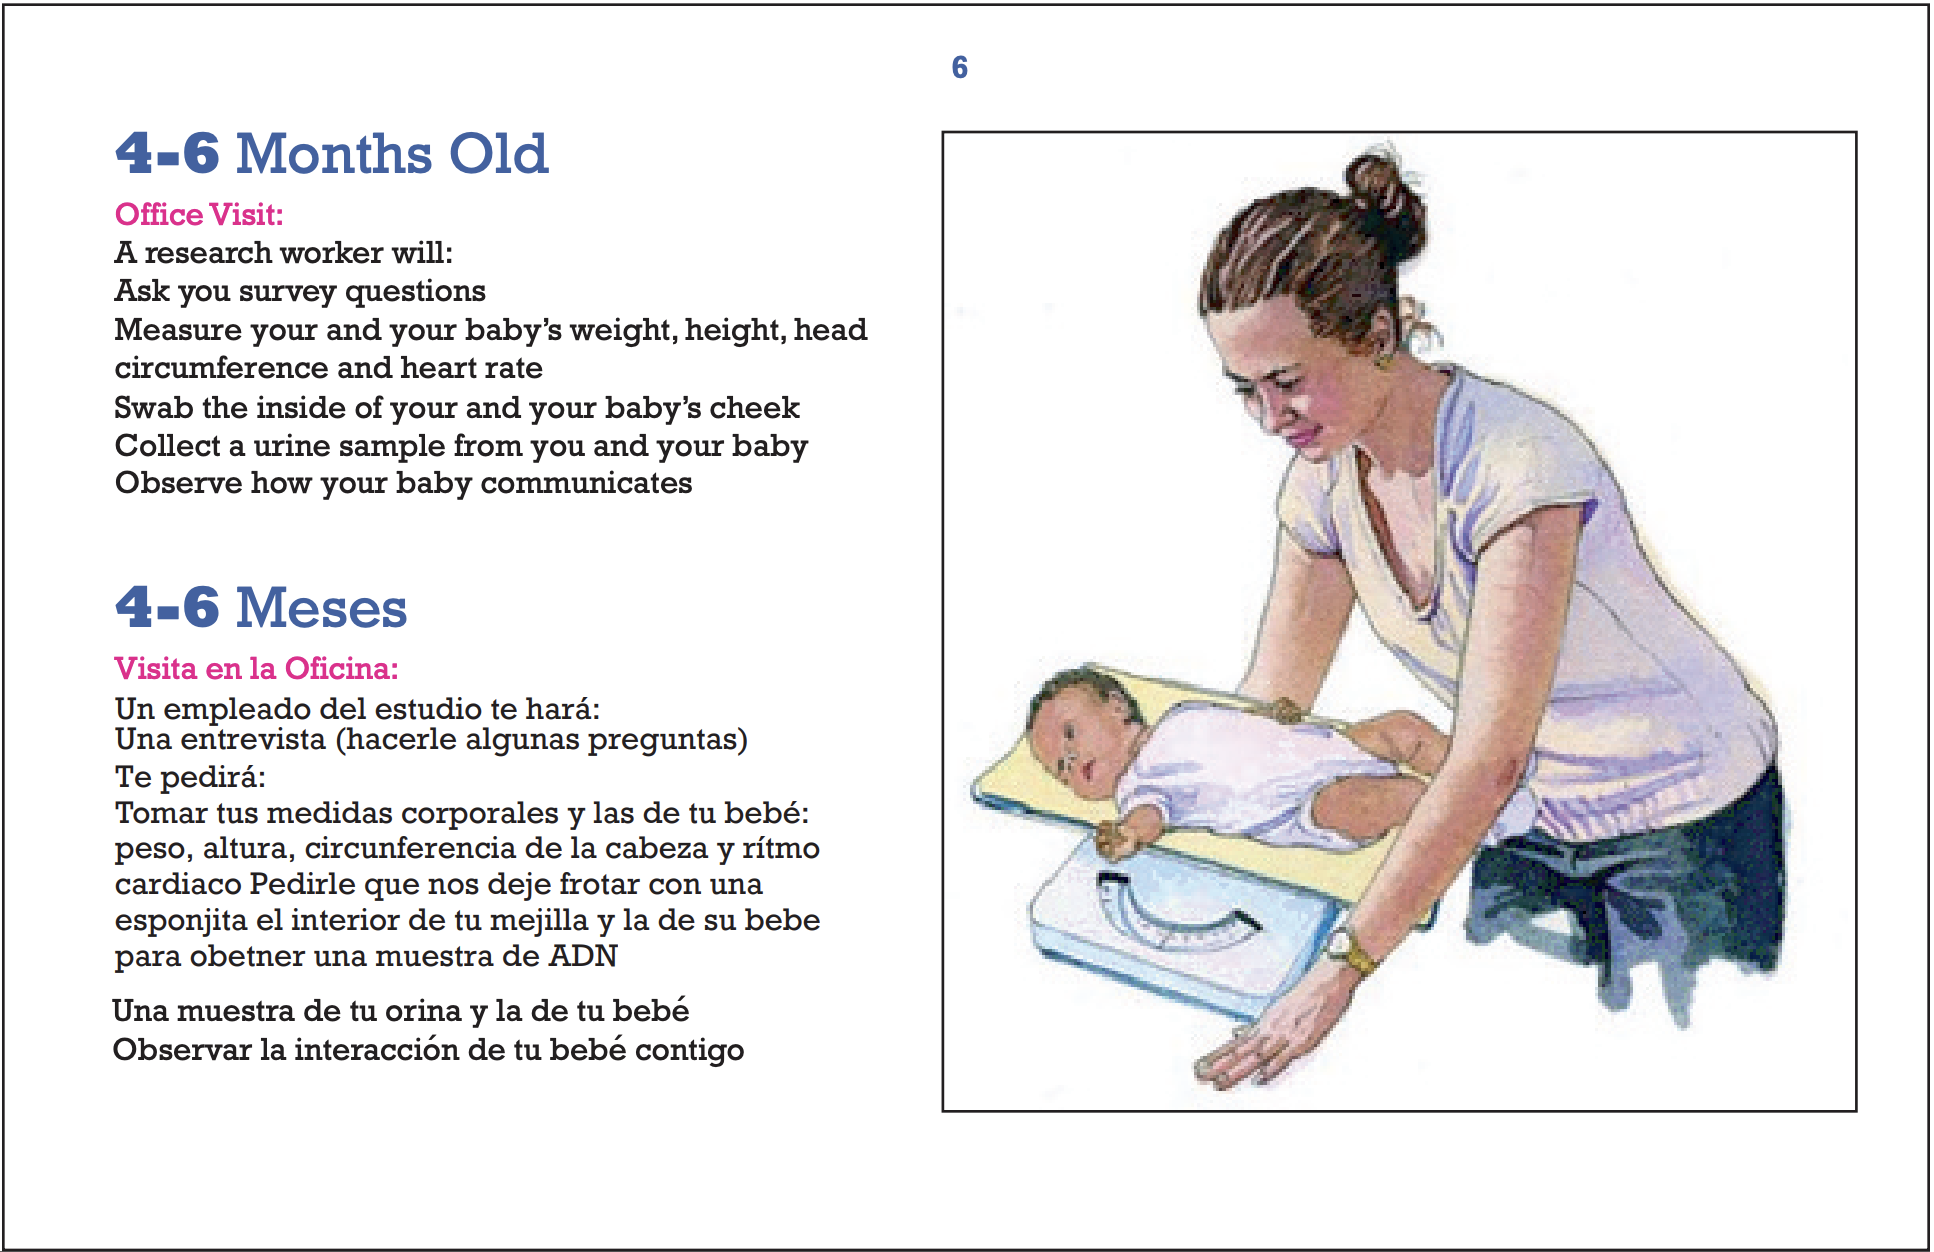 6
4-6 Months Old
Office Visit:
A research worker will:
Ask you survey questions
Measure your and your baby’s weight, height, head
circumference and heart rate
Swab the inside of your and your baby’s cheek
Collect a urine sample from you and your baby
Observe how your baby communicates
4-6 Meses
Visita en la Oficina:
Un empleado del estudio te hará:
Una entrevista (hacerle algunas preguntas)
Te pedirá:
Tomar tus medidas corporales y las de tu bebé:
peso, altura, circunferencia de la cabeza y rítmo
cardiaco Pedirle que nos deje frotar con una
esponjita el interior de tu mejilla y la de su bebe
para obetner una muestra de ADN
Una muestra de tu orina y la de tu bebé
Observar la interacción de tu bebé contigo